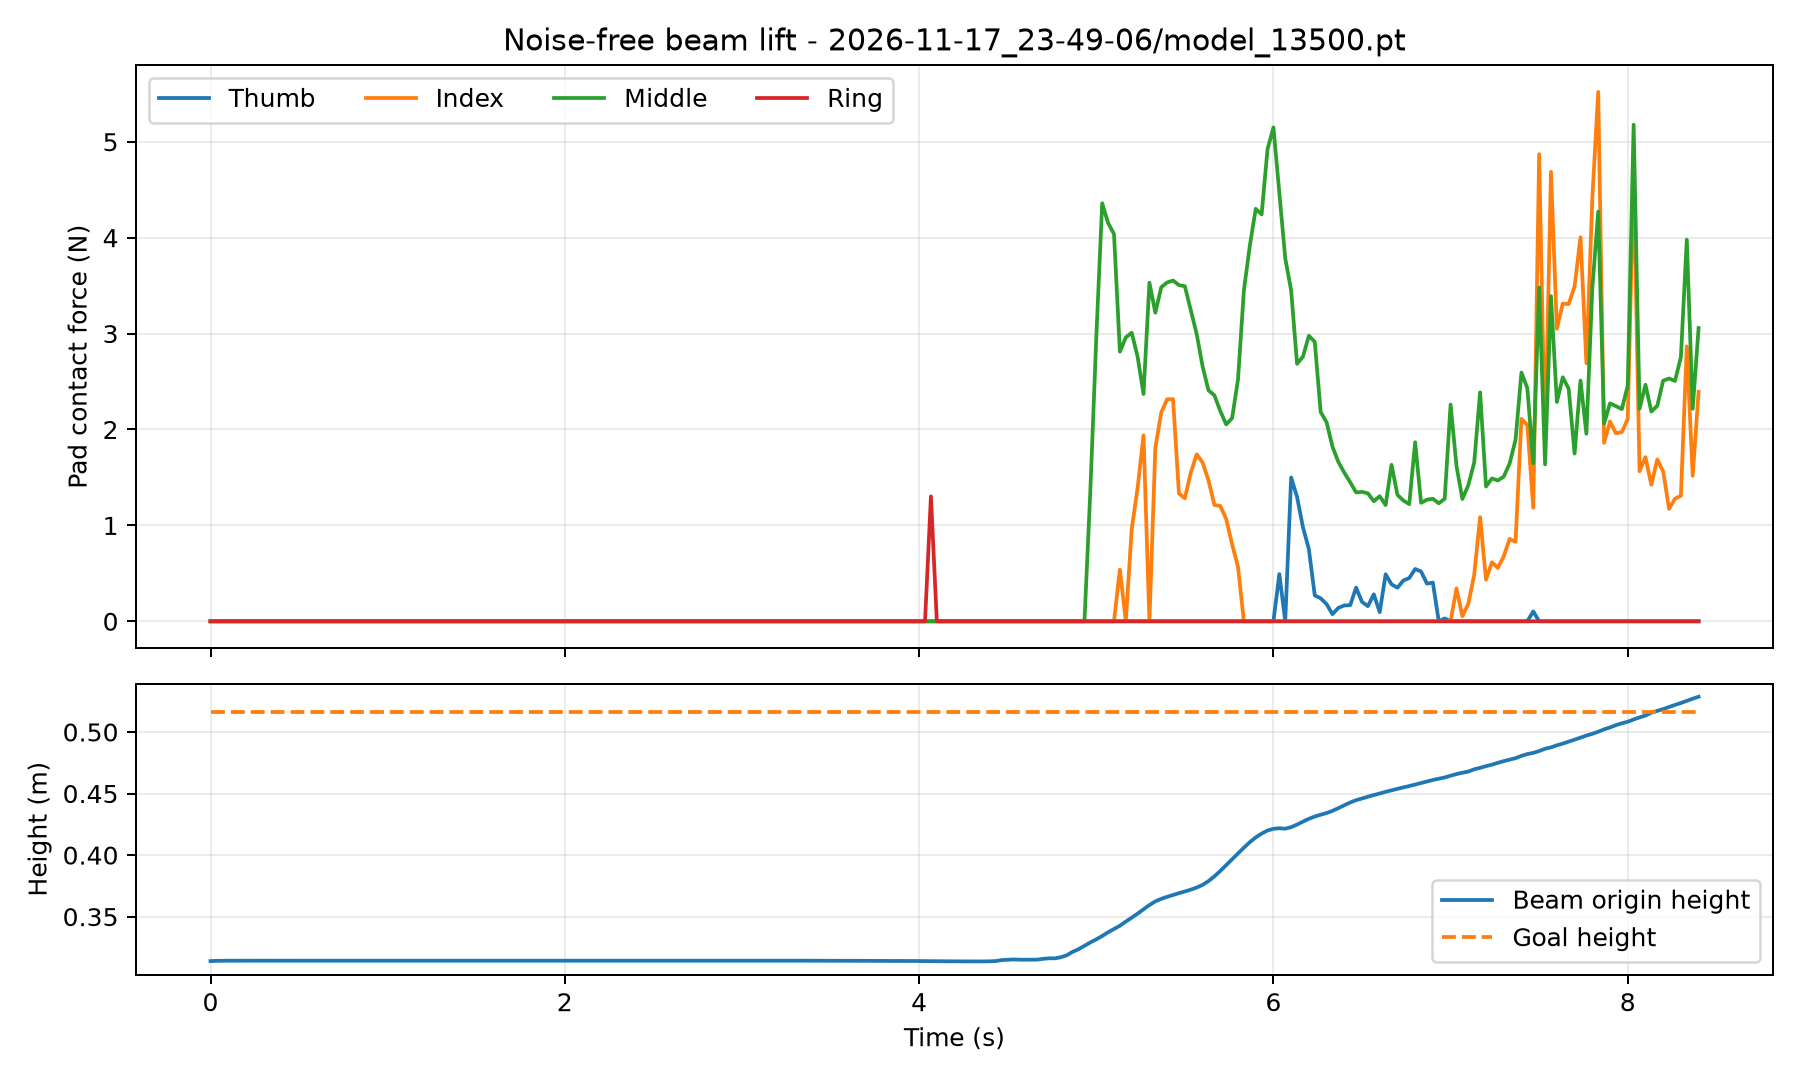 Noise-free beam lift - 2026-11-17_23-49-06/model_13500.pt
Thumb Index Middle Ring
Pad contact force (N)
5
4
3
2
1
0
Height (m)
0.50
0.45
0.40
0.35
Beam origin height
Goal height
0 2 4 6 8
Time (s)